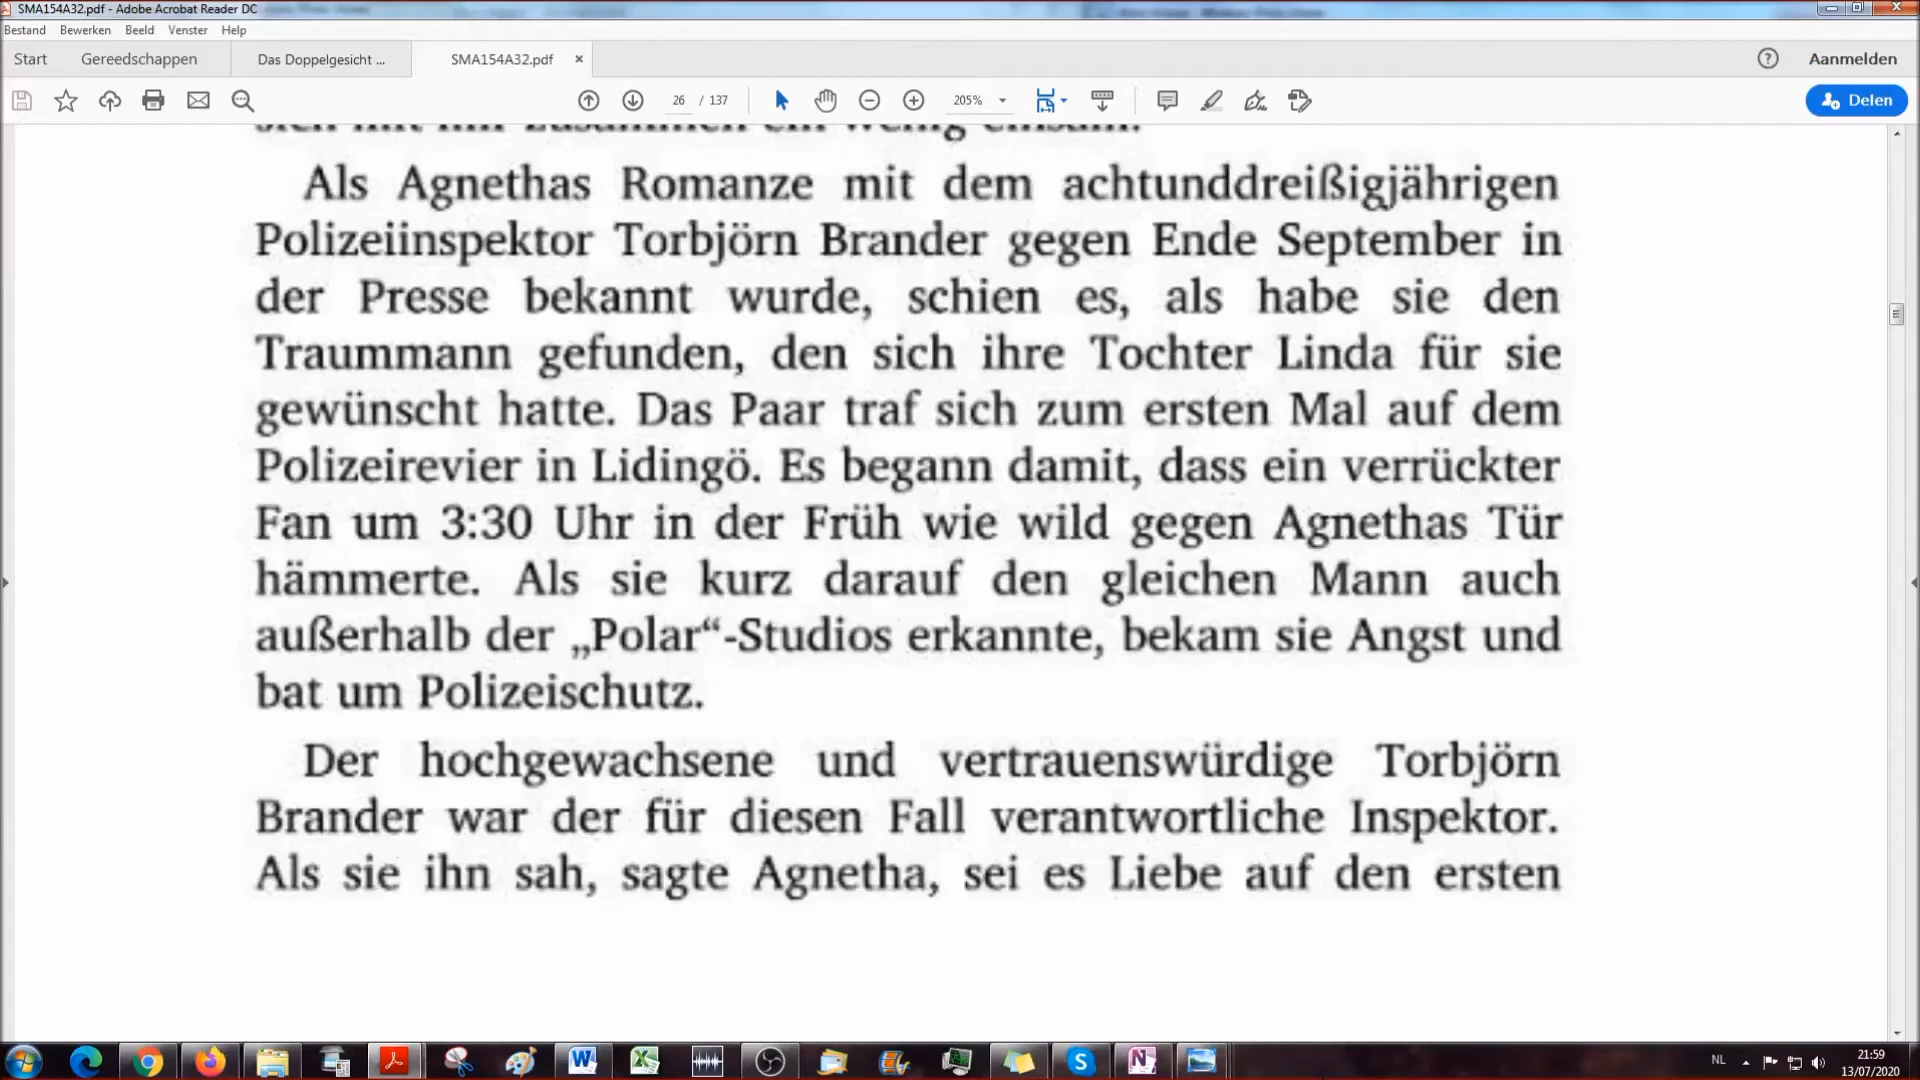 SMA154A32.pdf - Adobe Acrobat Reader DC
Bestand Bewerken Beeld Venster Help
Start Gereedschappen Das Doppelgesicht ... SMA154A32.pdf × Aanmelden
26 / 137 205% Delen
sich mit ihr zusammen ein wenig einsam.
Als Agnethas Romanze mit dem achtunddreißigjährigen
Polizeiinspektor Torbjörn Brander gegen Ende September in
der Presse bekannt wurde, schien es, als habe sie den
Traummann gefunden, den sich ihre Tochter Linda für sie
gewünscht hatte. Das Paar traf sich zum ersten Mal auf dem
Polizeirevier in Lidingö. Es begann damit, dass ein verrückter
Fan um 3:30 Uhr in der Früh wie wild gegen Agnethas Tür
hämmerte. Als sie kurz darauf den gleichen Mann auch
außerhalb der „Polar“-Studios erkannte, bekam sie Angst und
bat um Polizeischutz.
Der hochgewachsene und vertrauenswürdige Torbjörn
Brander war der für diesen Fall verantwortliche Inspektor.
Als sie ihn sah, sagte Agnetha, sei es Liebe auf den ersten
NL 21:59
13/07/2020